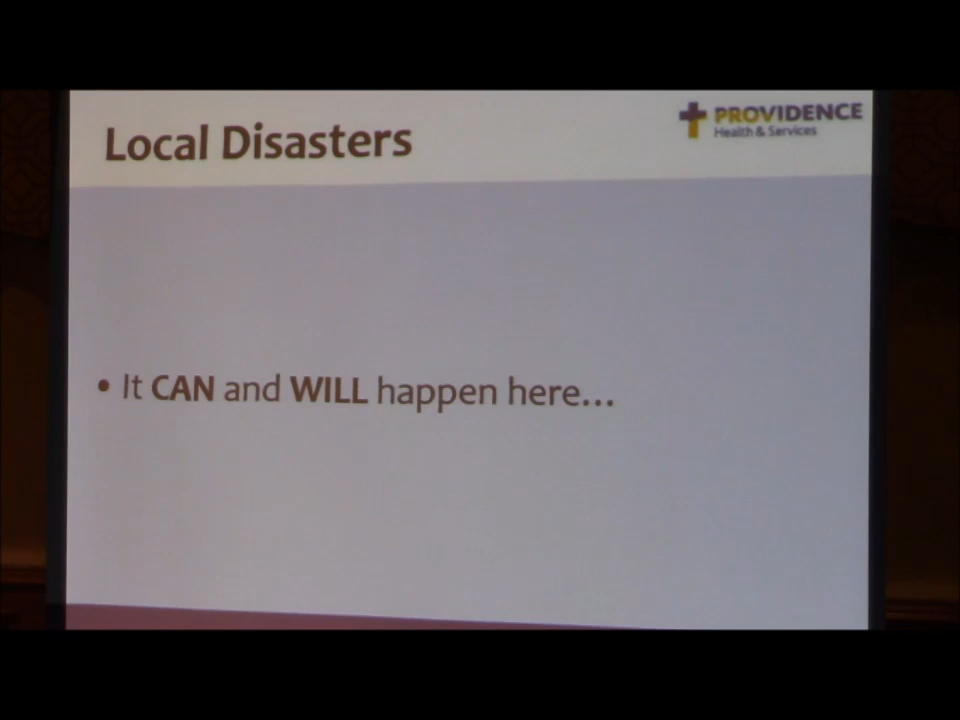 Local Disasters
PROVIDENCE
Health & Services
• It CAN and WILL happen here...